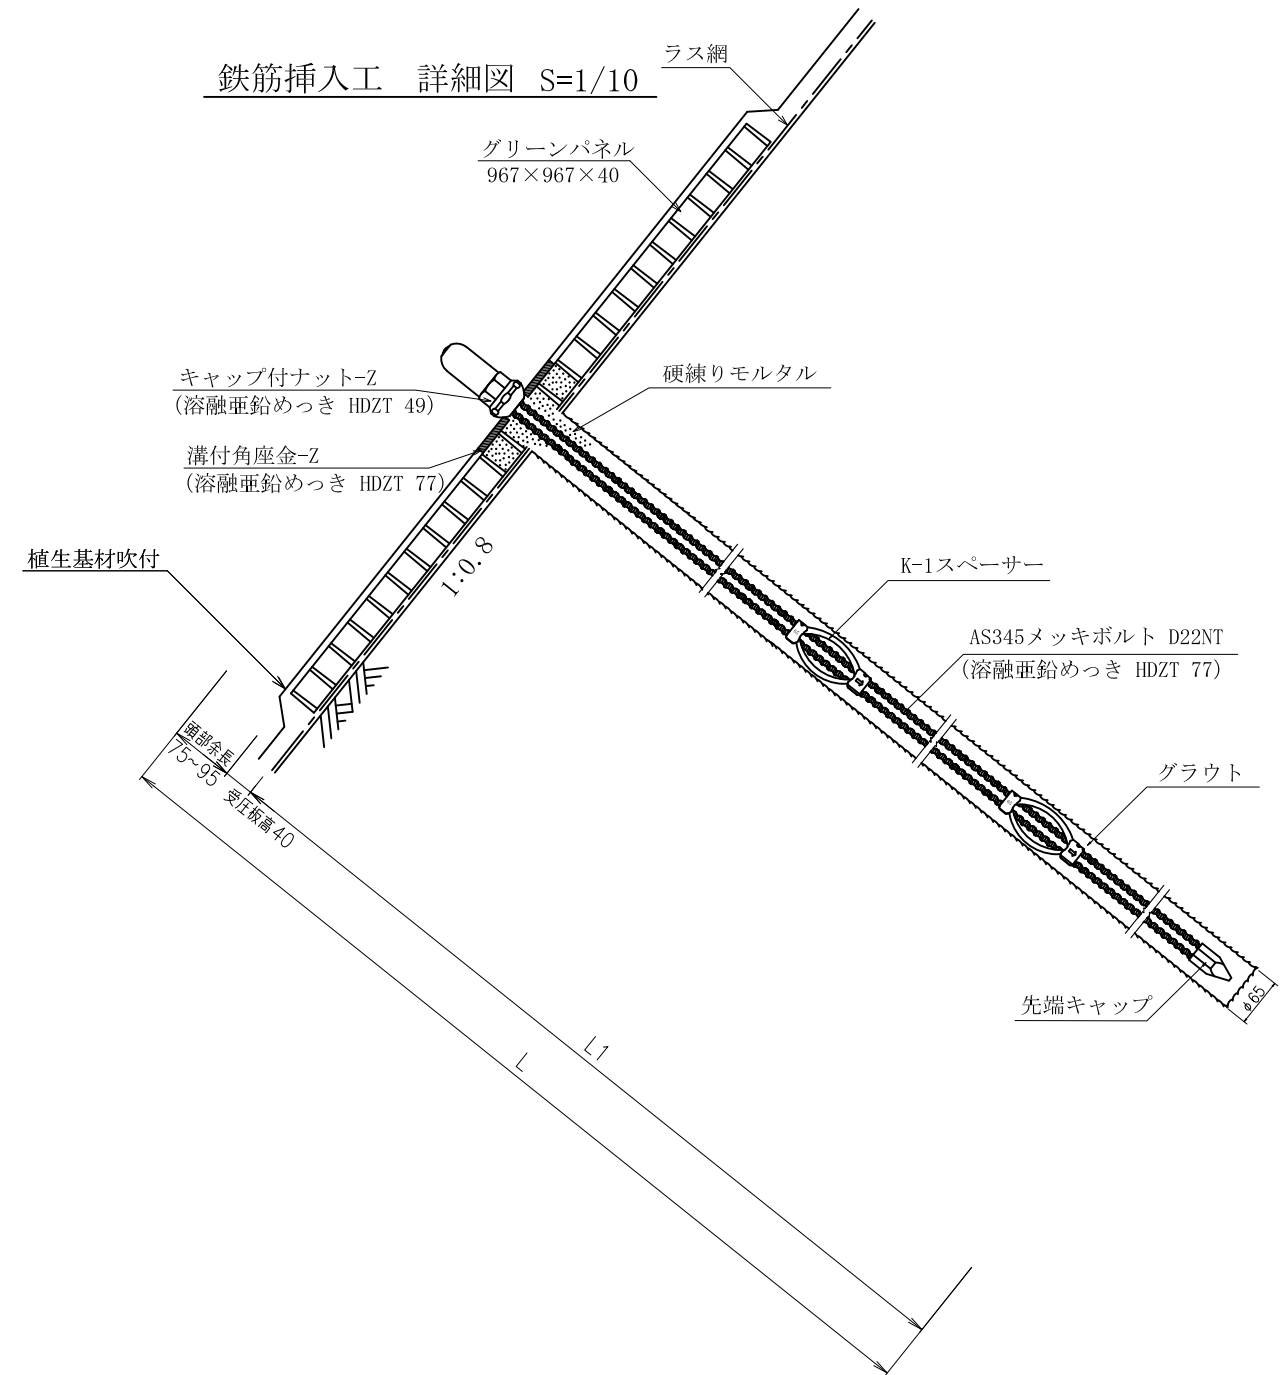 鉄筋挿入工　詳細図　S=1/10
ラス網
グリーンパネル
967×967×40
キャップ付ナット-Z
(溶融亜鉛めっき HDZT 49)
硬練りモルタル
溝付角座金-Z
(溶融亜鉛めっき HDZT 77)
植生基材吹付
1:0.8
K-1スペーサー
AS345メッキボルト D22NT
(溶融亜鉛めっき HDZT 77)
頭部余長
75~95
受圧板高40
グラウト
先端キャップ
φ65
L1
L